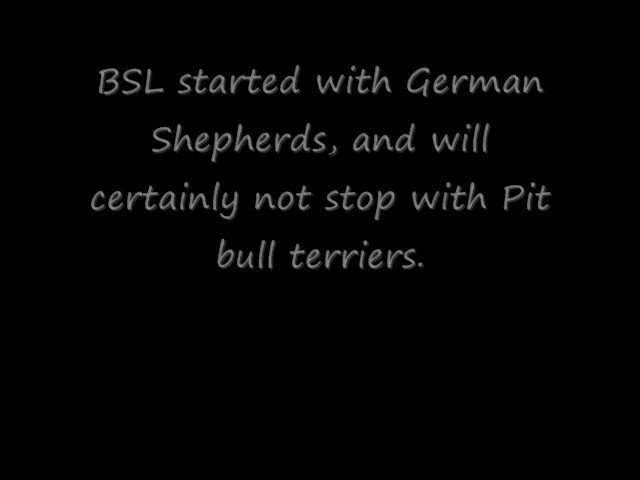 BSL started with German
Shepherds, and will
certainly not stop with Pit
bull terriers.